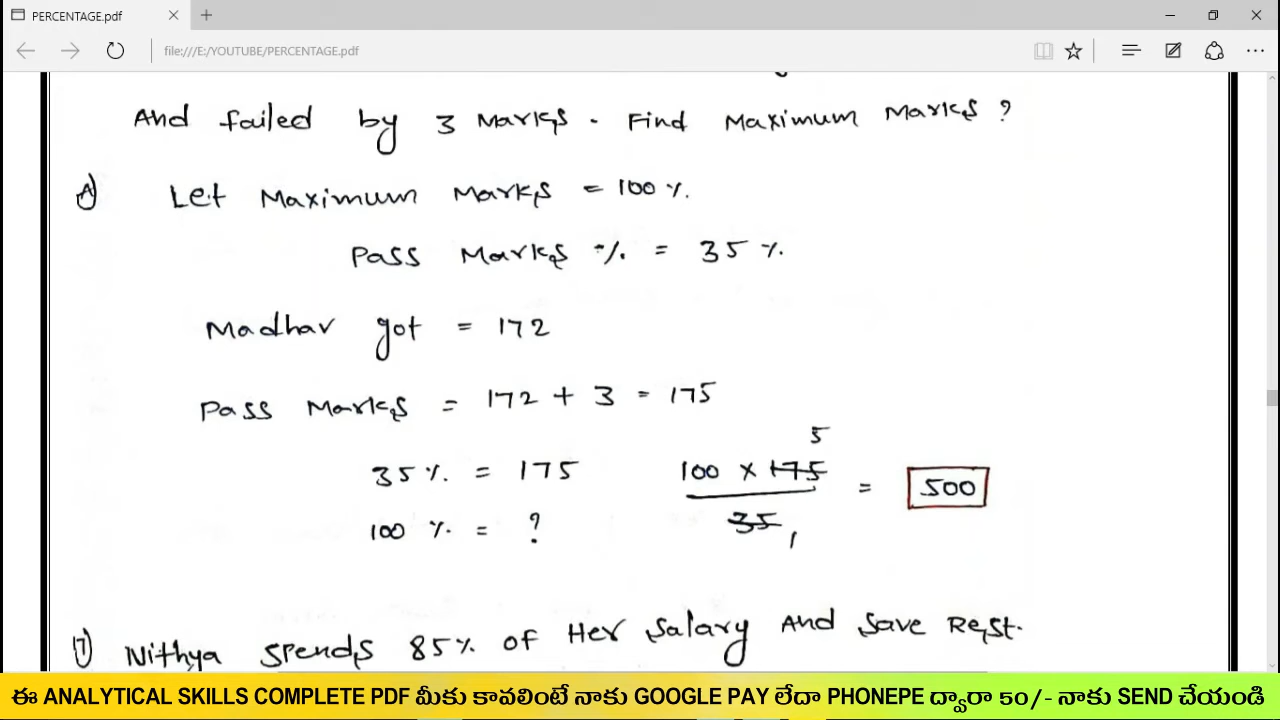 PERCENTAGE.pdf
file:///E:/YOUTUBE/PERCENTAGE.pdf
And failed by 3 Marks. Find Maximum Marks ?
A) Let Maximum Marks = 100 %.
Pass Marks % = 35 %
Madhav got = 172
Pass Marks = 172 + 3 = 175
5
35 % = 175 100 × 175
= 500
100 % = ? 35 1
17) Nithya spends 85% of Her Salary And Save Rest.
ఈ ANALYTICAL SKILLS COMPLETE PDF మీకు కావలింటే నాకు GOOGLE PAY లేదా PHONEPE ద్వారా 50/- నాకు SEND చేయండి